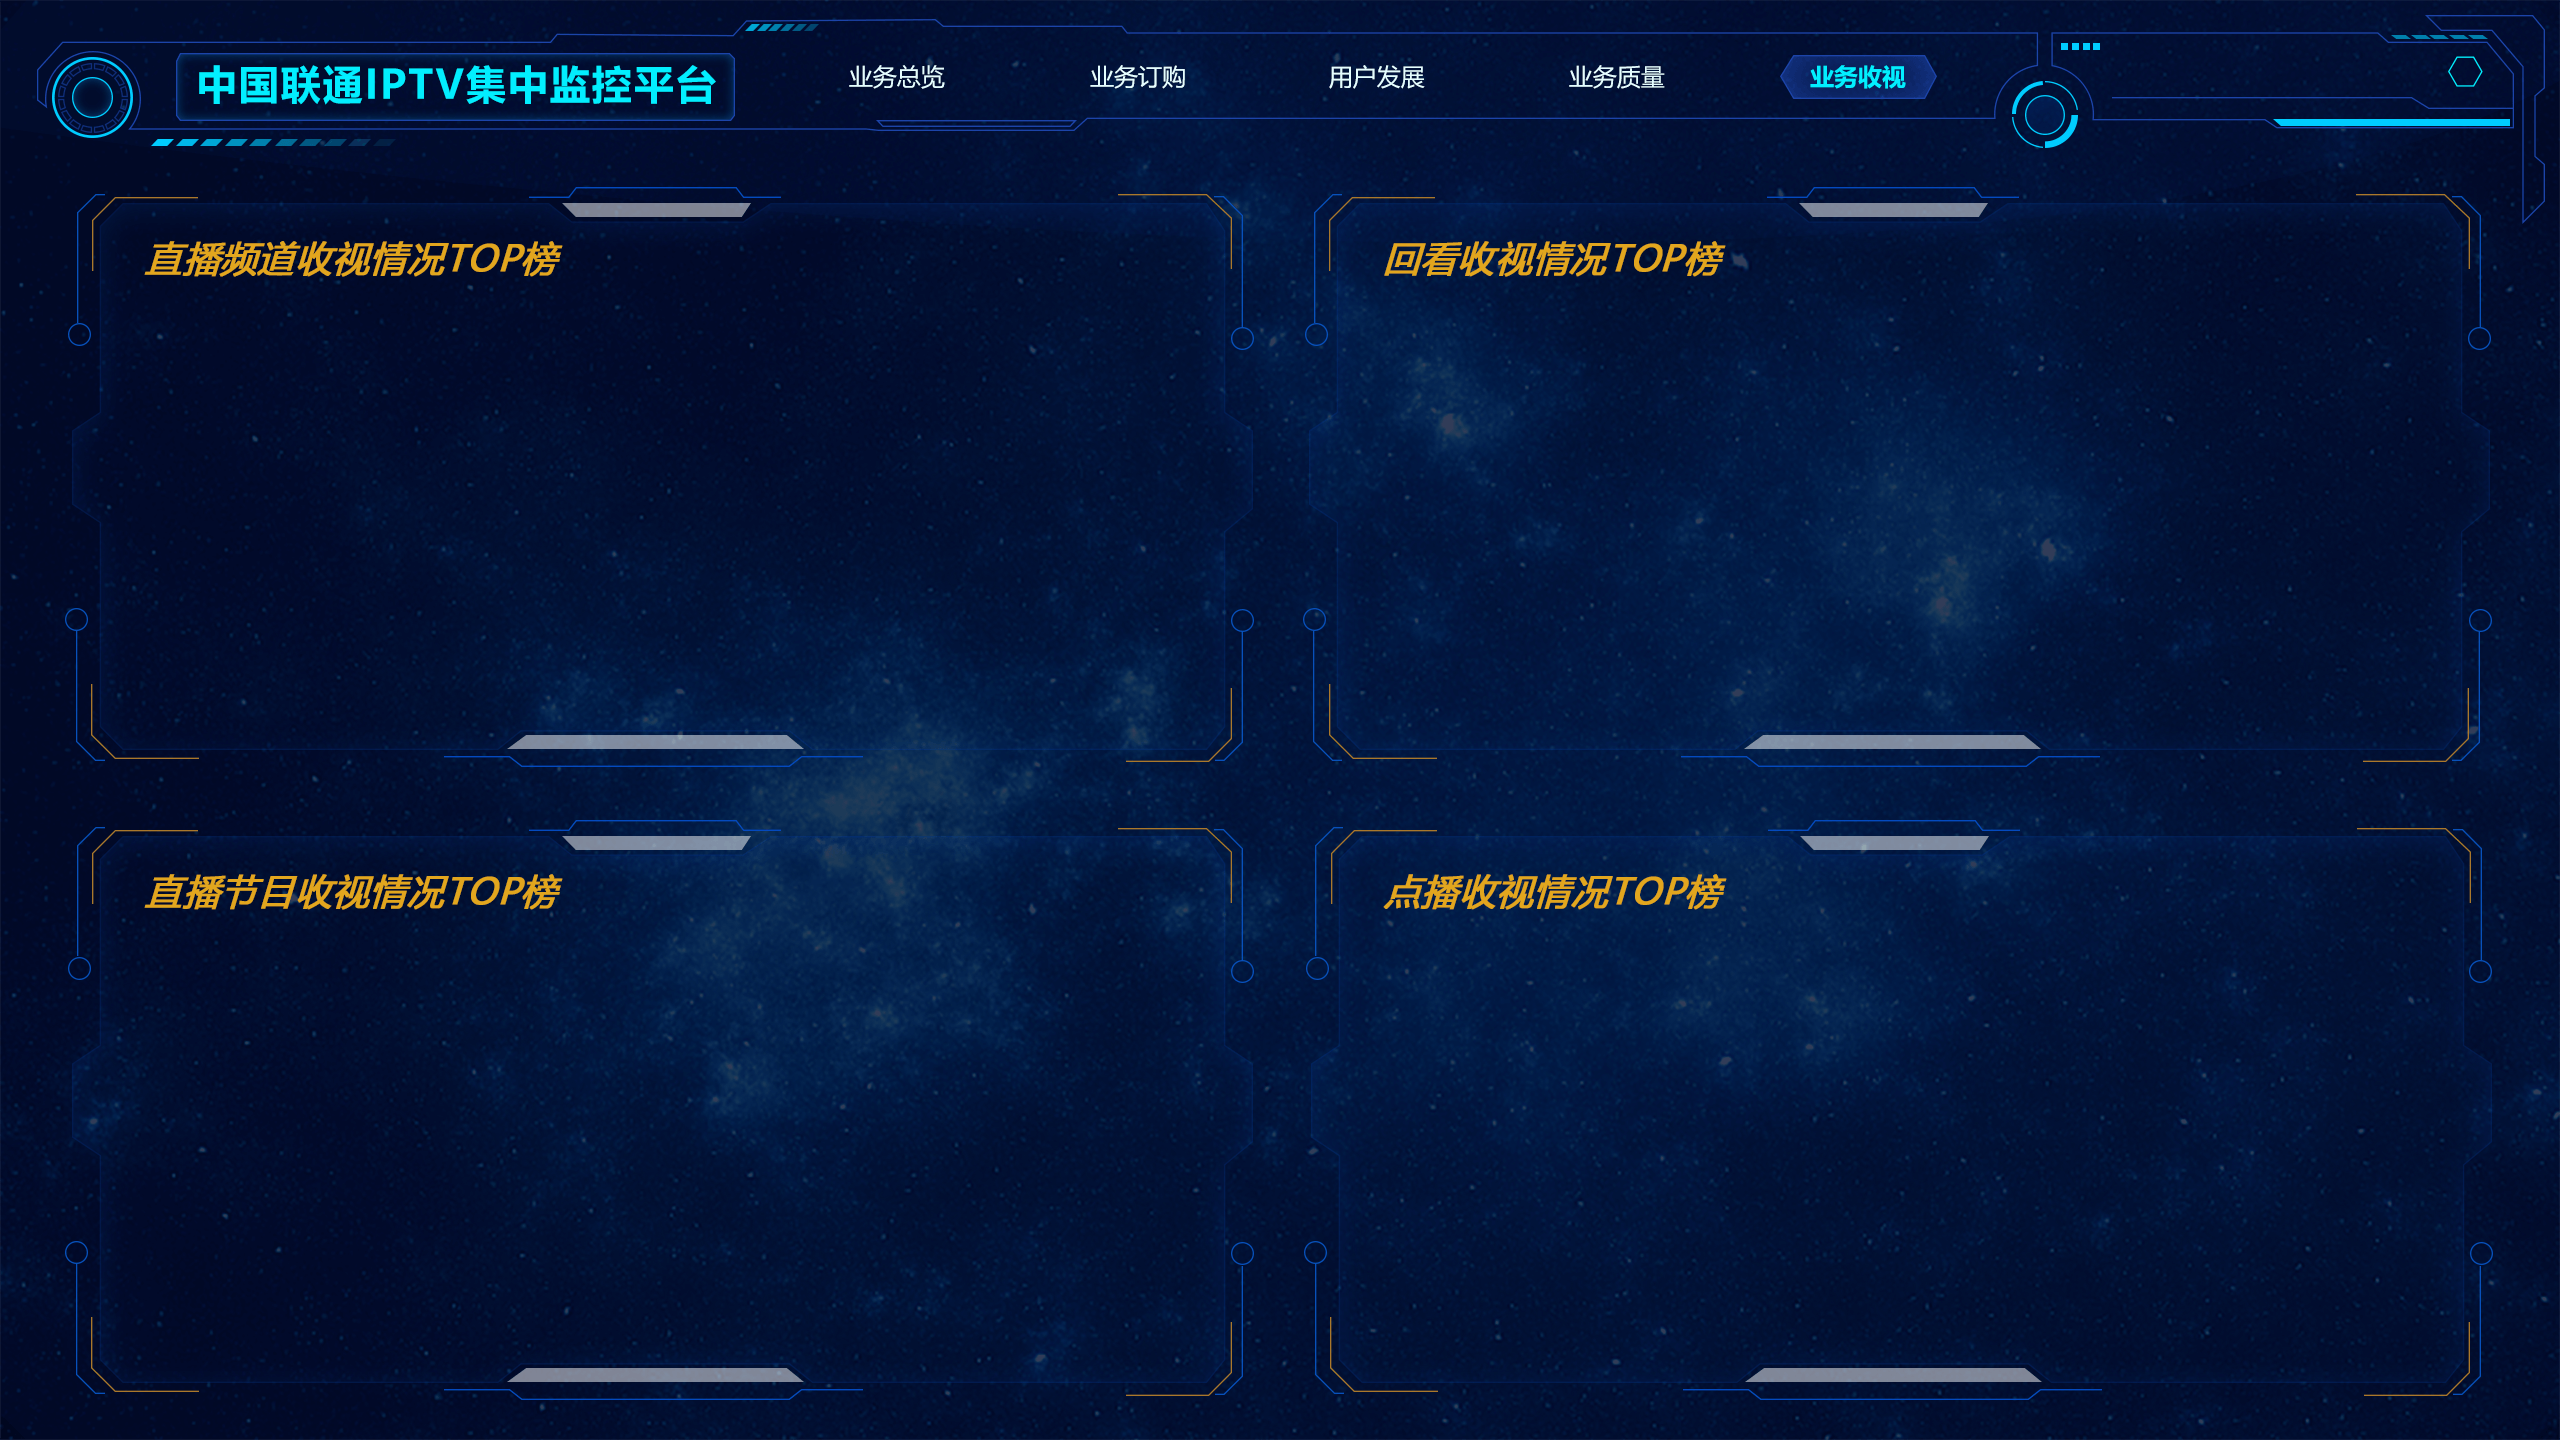 中国联通IPTV集中监控平台
业务总览
业务订购
用户发展
业务质量
业务收视
直播频道收视情况TOP榜
回看收视情况TOP榜
直播节目收视情况TOP榜
点播收视情况TOP榜